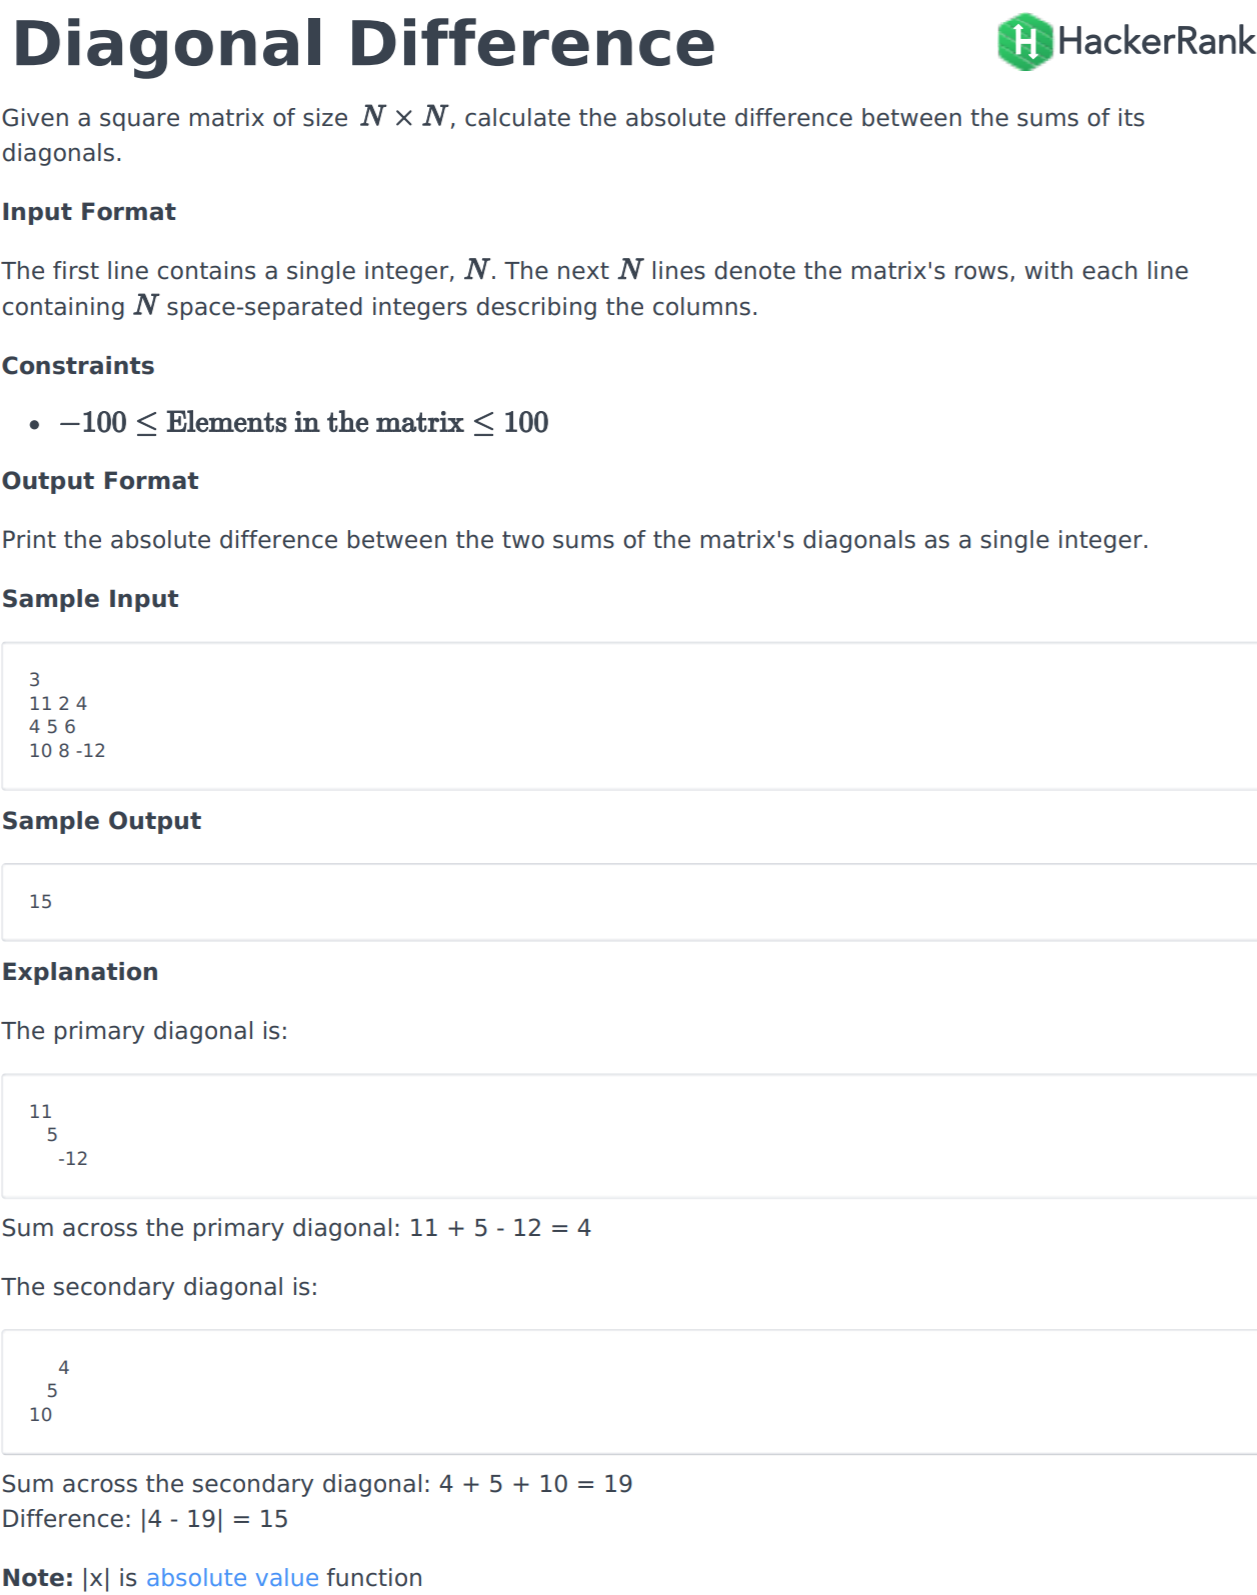 Diagonal Difference
HackerRank
Given a square matrix of size N × N, calculate the absolute difference between the sums of its
diagonals.
Input Format
The first line contains a single integer, N. The next N lines denote the matrix's rows, with each line
containing N space-separated integers describing the columns.
Constraints
• −100 ≤ Elements in the matrix ≤ 100
Output Format
Print the absolute difference between the two sums of the matrix's diagonals as a single integer.
Sample Input
3
11 2 4
4 5 6
10 8 -12
Sample Output
15
Explanation
The primary diagonal is:
11
5
-12
Sum across the primary diagonal: 11 + 5 - 12 = 4
The secondary diagonal is:
4
5
10
Sum across the secondary diagonal: 4 + 5 + 10 = 19
Difference: |4 - 19| = 15
Note: |x| is absolute value function